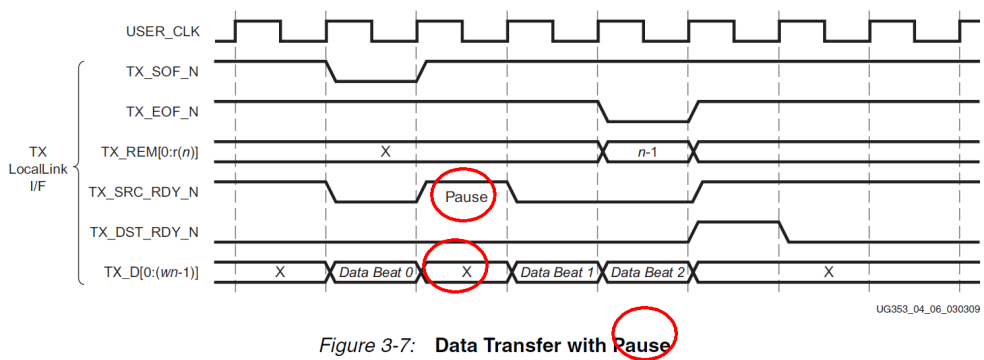 USER_CLK
TX_SOF_N
TX_EOF_N
TX
LocalLink
I/F
TX_REM[0:r(n)]
X
n-1
TX_SRC_RDY_N
Pause
TX_DST_RDY_N
TX_D[0:(wn-1)]
X
Data Beat 0
X
Data Beat 1
Data Beat 2
X
UG353_04_06_030309
Figure 3-7: Data Transfer with Pause